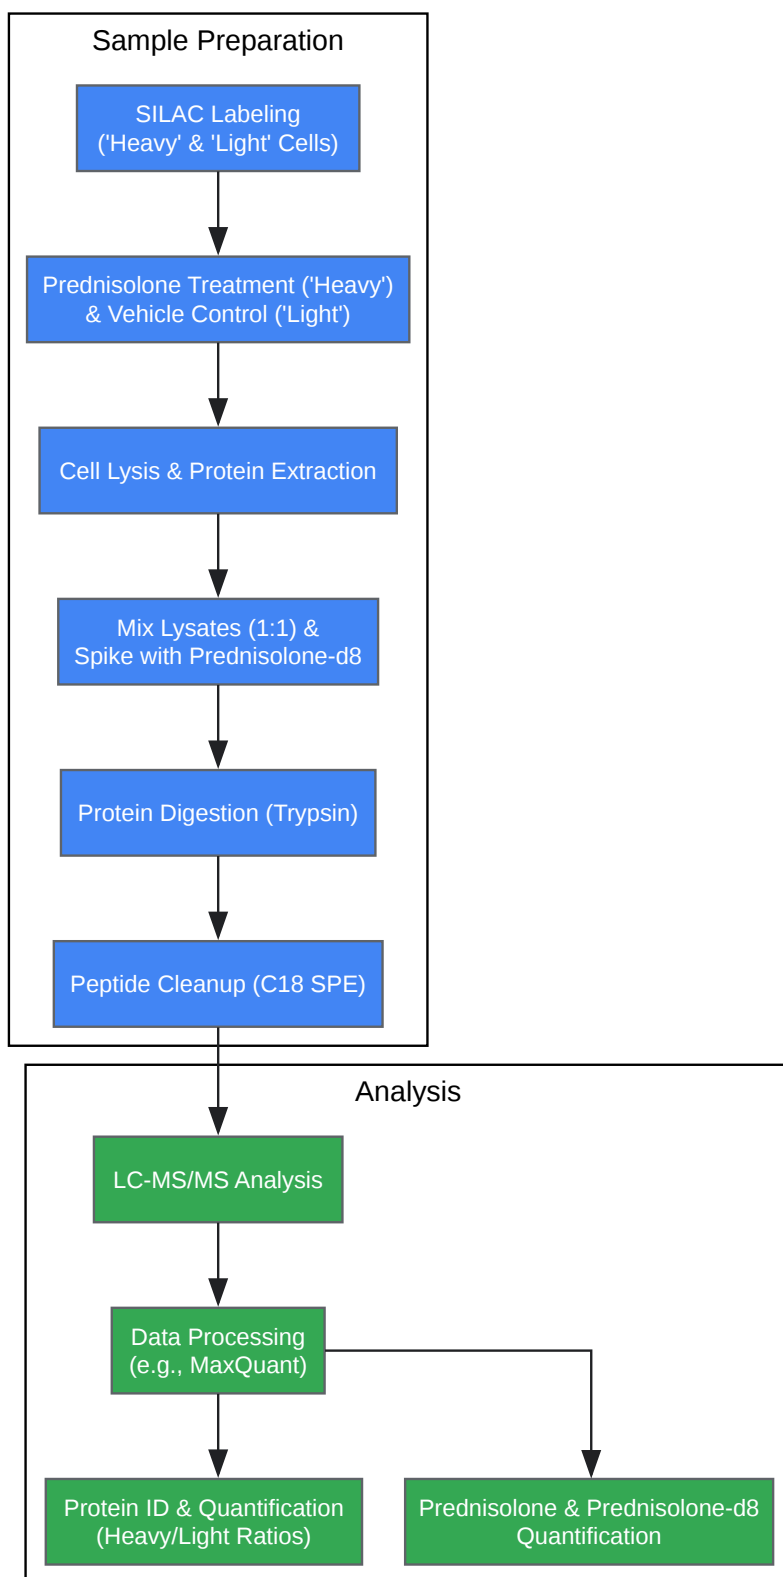 Sample Preparation
SILAC Labeling
('Heavy' & 'Light' Cells)
Prednisolone Treatment ('Heavy')
& Vehicle Control ('Light')
Cell Lysis & Protein Extraction
Mix Lysates (1:1) &
Spike with Prednisolone-d8
Protein Digestion (Trypsin)
Peptide Cleanup (C18 SPE)
Analysis
LC-MS/MS Analysis
Data Processing
(e.g., MaxQuant)
Protein ID & Quantification
(Heavy/Light Ratios)
Prednisolone & Prednisolone-d8
Quantification